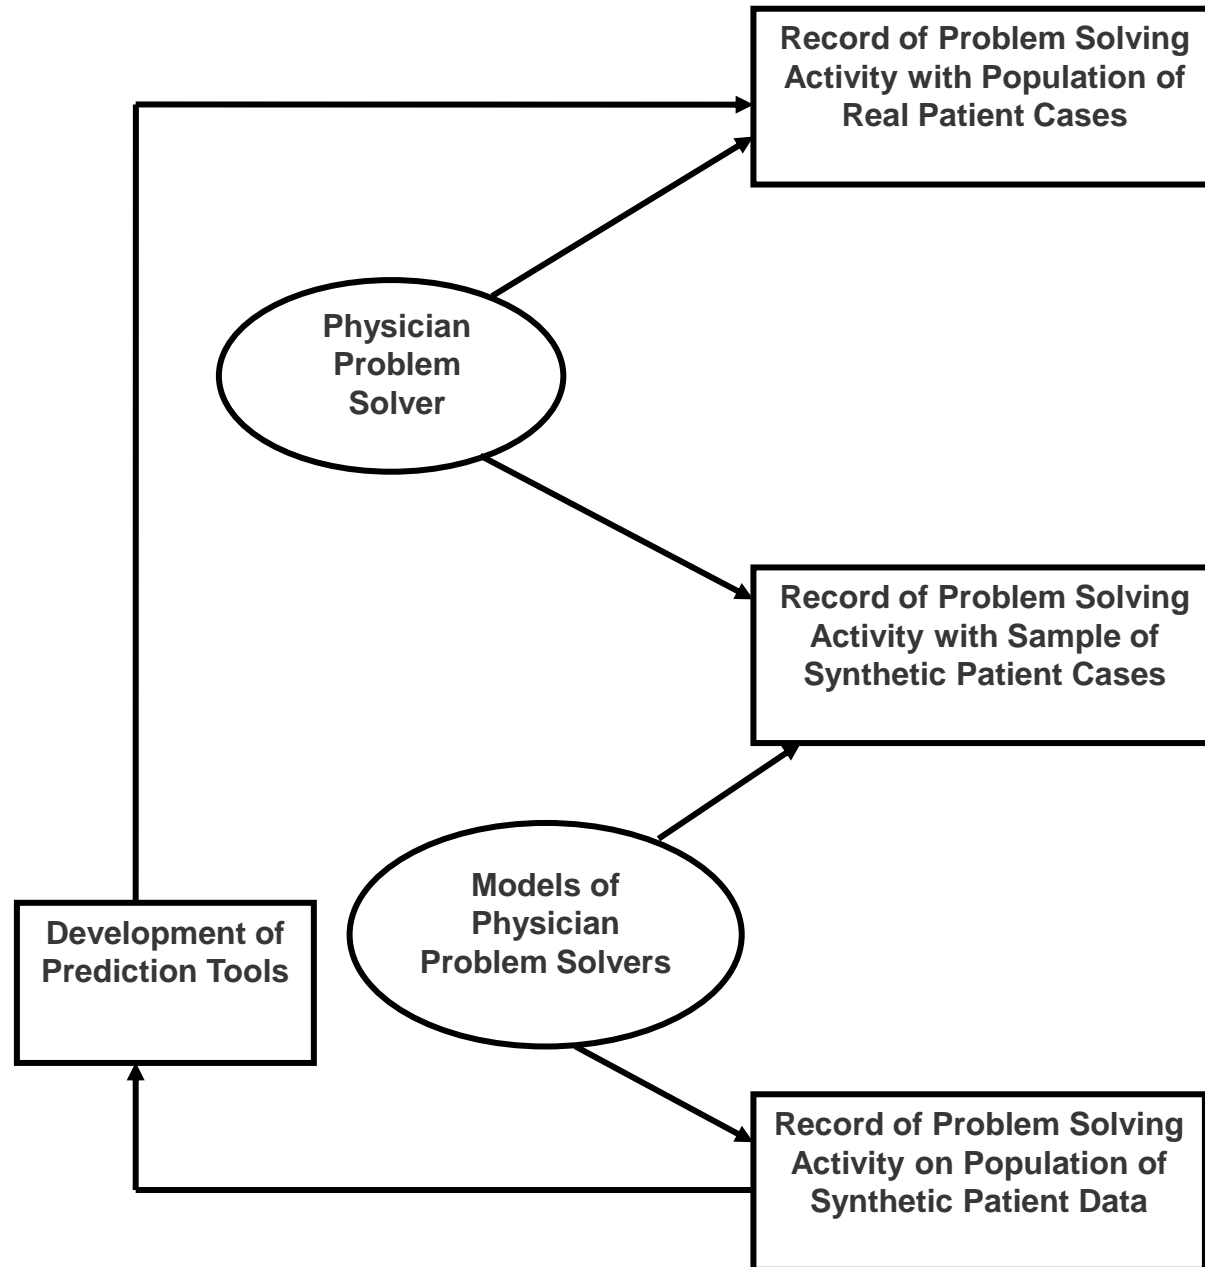 Record of Problem Solving
Activity with Population of
Real Patient Cases
Physician
Problem
Solver
Record of Problem Solving
Activity with Sample of
Synthetic Patient Cases
Models of
Physician
Problem Solvers
Development of
Prediction Tools
Record of Problem Solving
Activity on Population of
Synthetic Patient Data